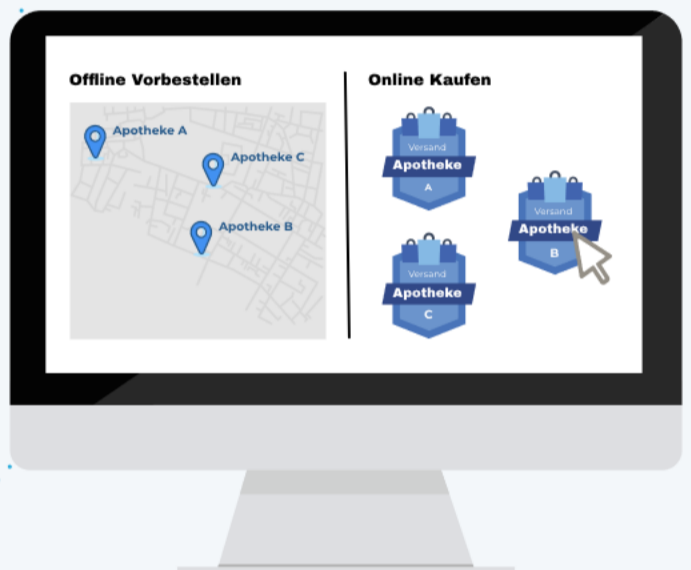 Offline Vorbestellen
Apotheke A
Apotheke C
Apotheke B
Online Kaufen
Versand
Apotheke
A
Versand
Apotheke
B
Versand
Apotheke
C